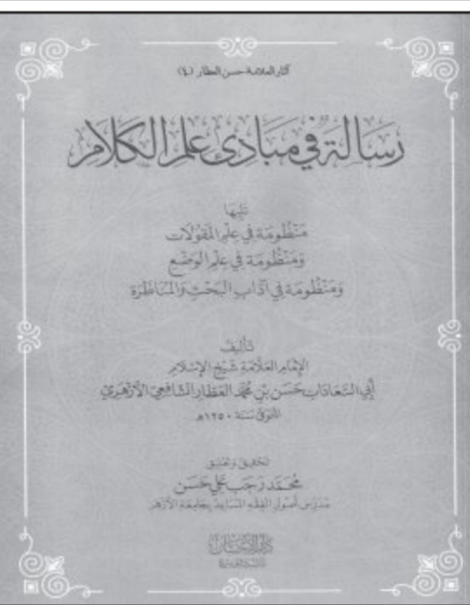 آثار العلامة حسن العطار (٤)
رسالة في مبادئ علم الكلام
تليها
منظومة في علم المقولات
ومنظومة في علم الوضع
ومنظومة في آداب البحث والمناظرة
تأليف
الإمام العلامة شيخ الإسلام
أبي السعادات حسن بن محمد العطار الشافعي الأزهري
المتوفى سنة ١٢٥٠هـ
تحقيق وتعليق
محمد رجب علي حسن
مدرس أصول الفقه المساعد بجامعة الأزهر